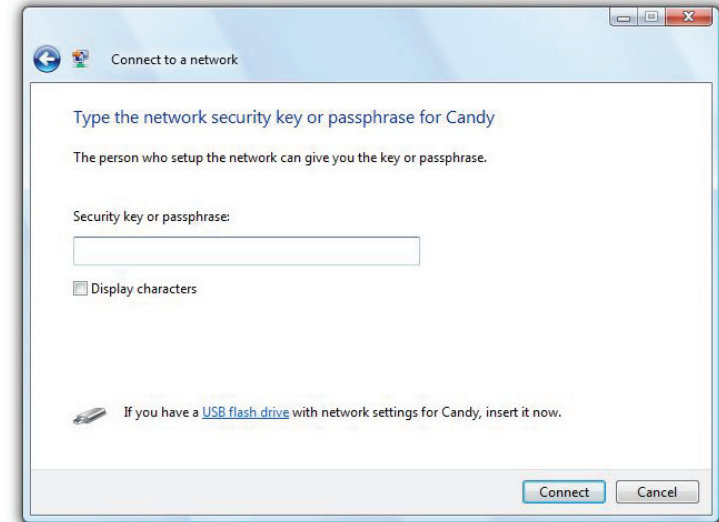 Connect to a network
Type the network security key or passphrase for Candy
The person who setup the network can give you the key or passphrase.
Security key or passphrase:
Display characters
If you have a USB flash drive with network settings for Candy, insert it now.
Connect Cancel